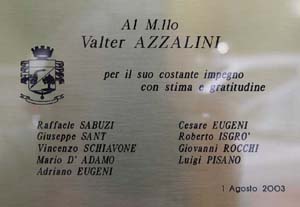 Al M.llo
Valter AZZALINI
per il suo costante impegno
con stima e gratitudine
Raffaele SABUZI
Giuseppe SANT
Vincenzo SCHIAVONE
Mario D' ADAMO
Adriano EUGENI
Cesare EUGENI
Roberto ISGRO'
Giovanni ROCCHI
Luigi PISANO
1 Agosto 2003